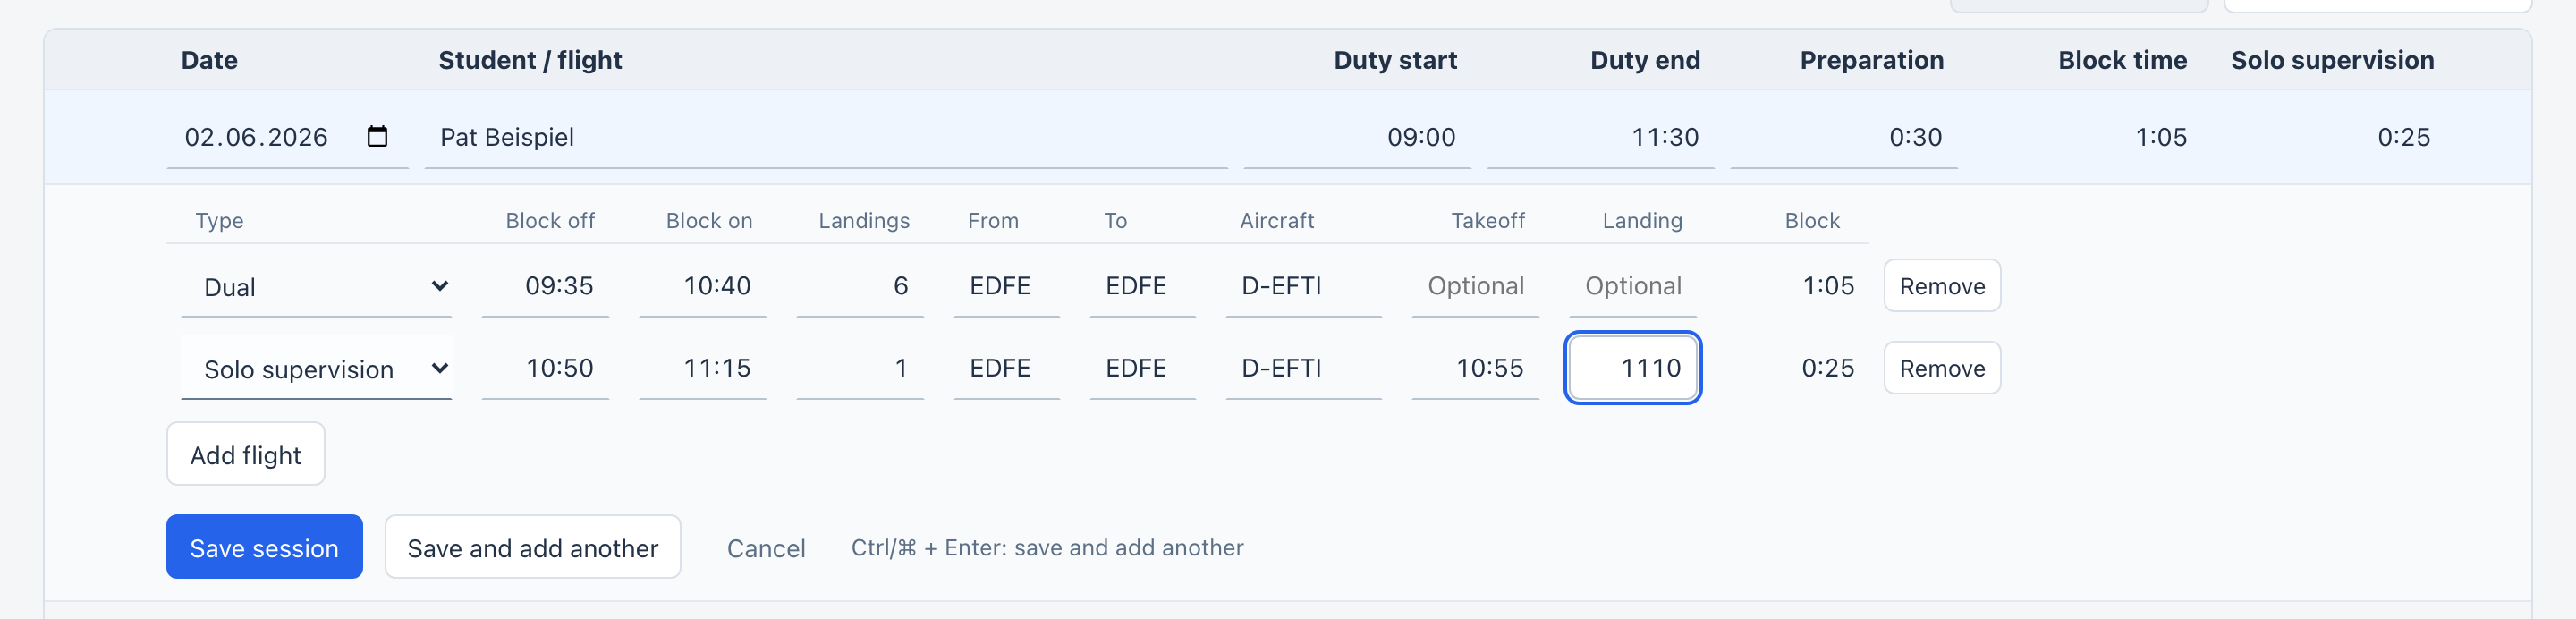 Date Student / flight Duty start Duty end Preparation Block time Solo supervision
02.06.2026 Pat Beispiel 09:00 11:30 0:30 1:05 0:25
Type Block off Block on Landings From To Aircraft Takeoff Landing Block
Dual 09:35 10:40 6 EDFE EDFE D-EFTI Optional Optional 1:05 Remove
Solo supervision 10:50 11:15 1 EDFE EDFE D-EFTI 10:55 1110 0:25 Remove
Add flight
Save session Save and add another Cancel Ctrl/⌘ + Enter: save and add another